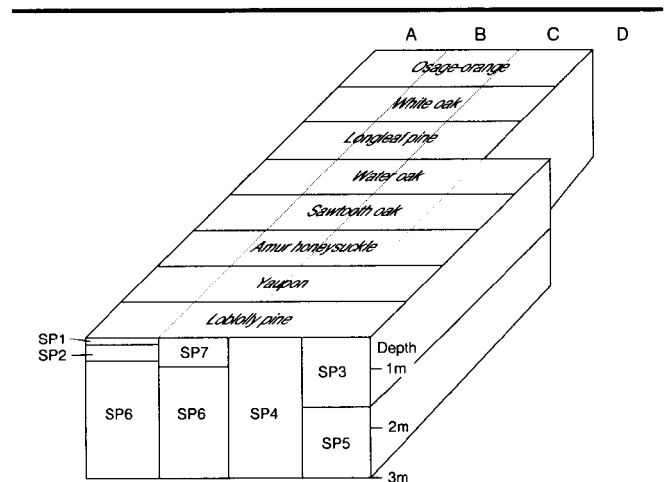 A B C D
Osage-orange
White oak
Longleaf pine
Water oak
Sawtooth oak
Amur honeysuckle
Yaupon
Loblolly pine
SP1
SP2
SP7
SP3
Depth
1m
SP6
SP6
SP4
SP5
2m
3m